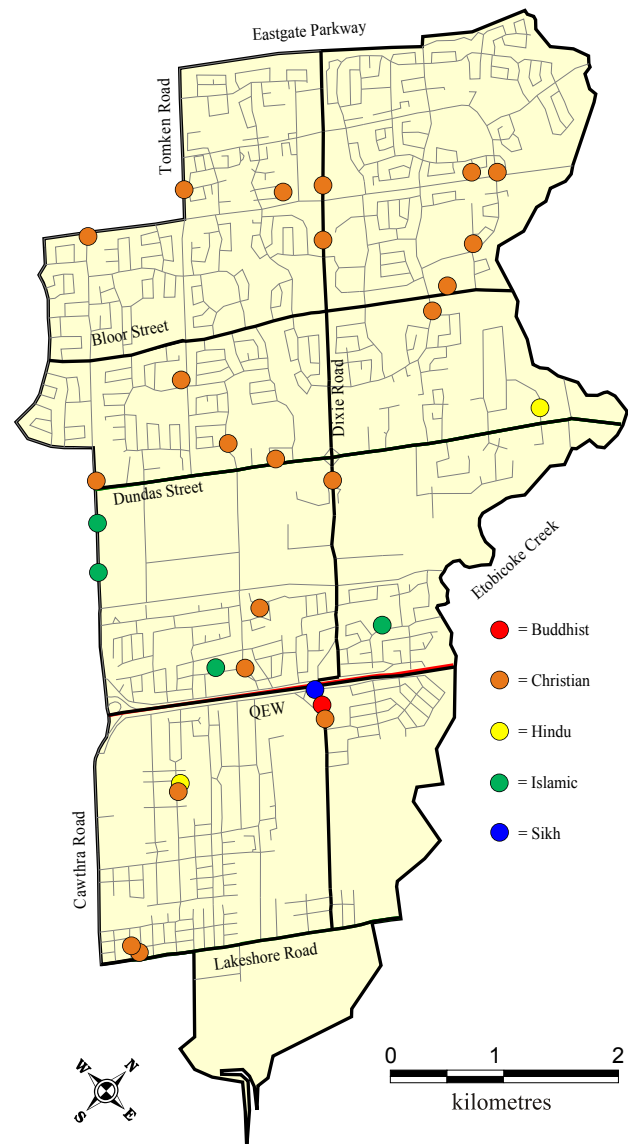 Eastgate Parkway
Tomken Road
Bloor Street
Dixie Road
Dundas Street
Etobicoke Creek
= Buddhist
= Christian
QEW
= Hindu
= Islamic
Cawthra Road
= Sikh
Lakeshore Road
W N
S E
0 1 2
kilometres